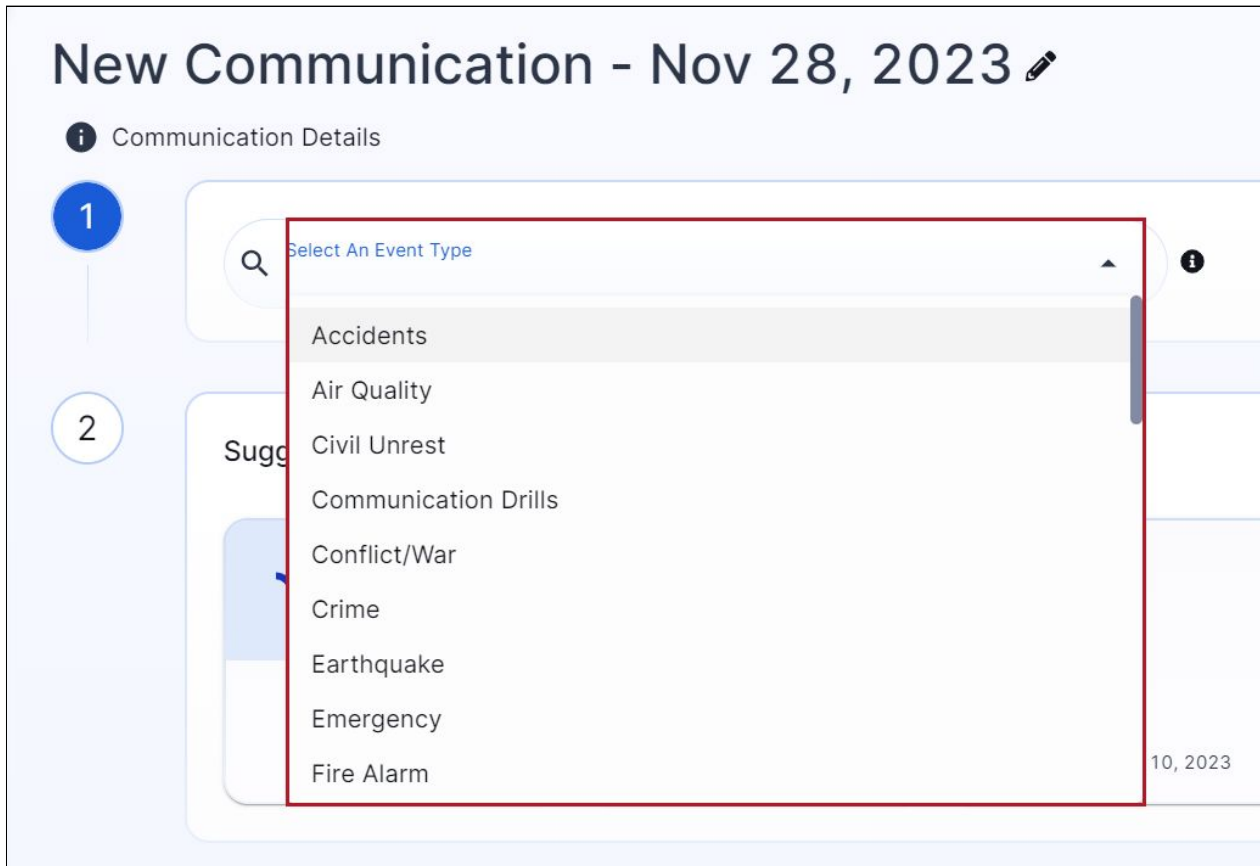 New Communication - Nov 28, 2023
Communication Details
1
Select An Event Type
Accidents
Air Quality
2
Civil Unrest
Communication Drills
Conflict/War
Crime
Earthquake
Emergency
Fire Alarm
10, 2023